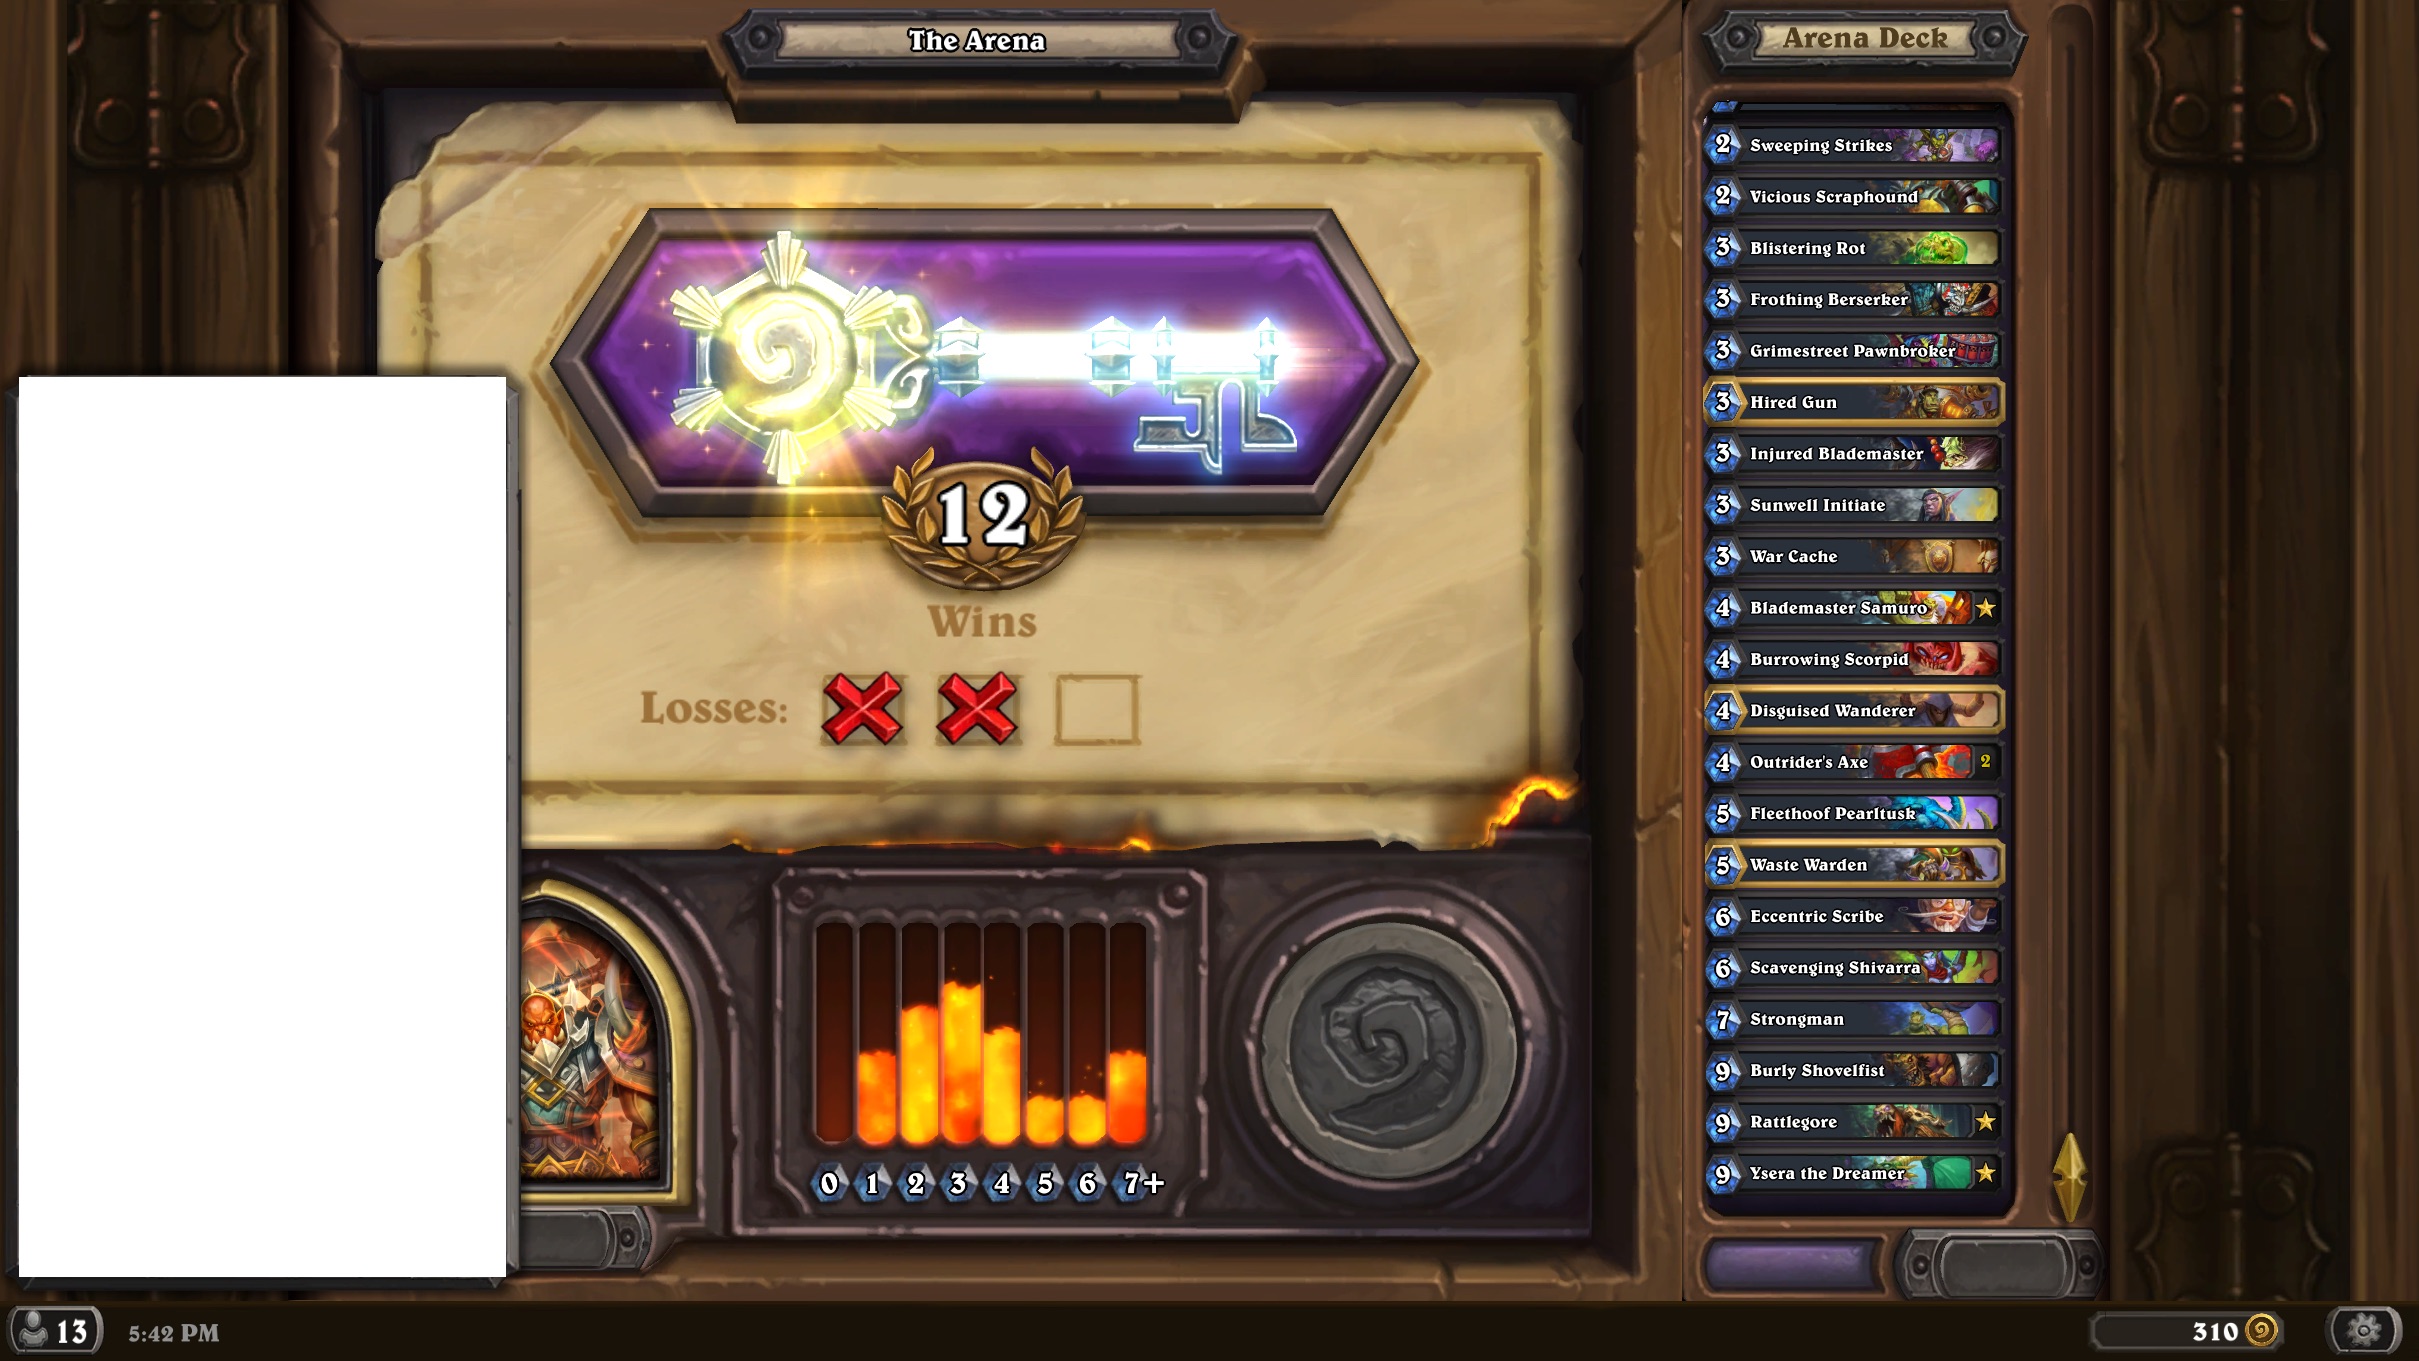 The Arena
12
Wins
Losses:
0 1 2 3 4 5 6 7+
Arena Deck
2 Sweeping Strikes
2 Vicious Scraphound
3 Blistering Rot
3 Frothing Berserker
3 Grimestreet Pawnbroker
3 Hired Gun
3 Injured Blademaster
3 Sunwell Initiate
3 War Cache
4 Blademaster Samuro
4 Burrowing Scorpid
4 Disguised Wanderer
4 Outrider's Axe 2
5 Fleethoof Pearltusk
5 Waste Warden
6 Eccentric Scribe
6 Scavenging Shivarra
7 Strongman
9 Burly Shovelfist
9 Rattlegore
9 Ysera the Dreamer
13 5:42 PM
310